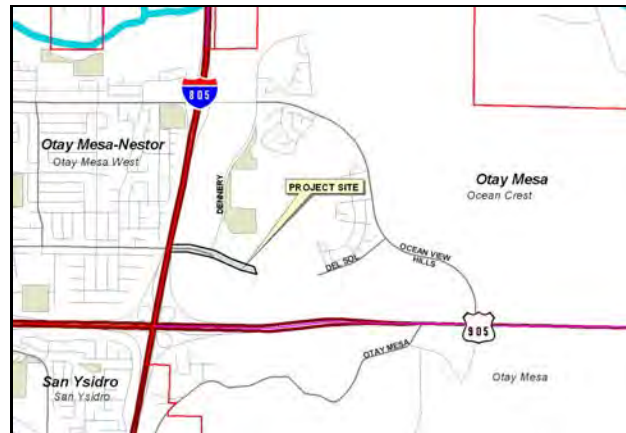 805
Otay Mesa-Nestor
Otay Mesa West
DENNERY
PROJECT SITE
Otay Mesa
Ocean Crest
DEL SOL
OCEAN VIEW
HILLS
905
OTAY MESA
San Ysidro
San Ysidro
Otay Mesa